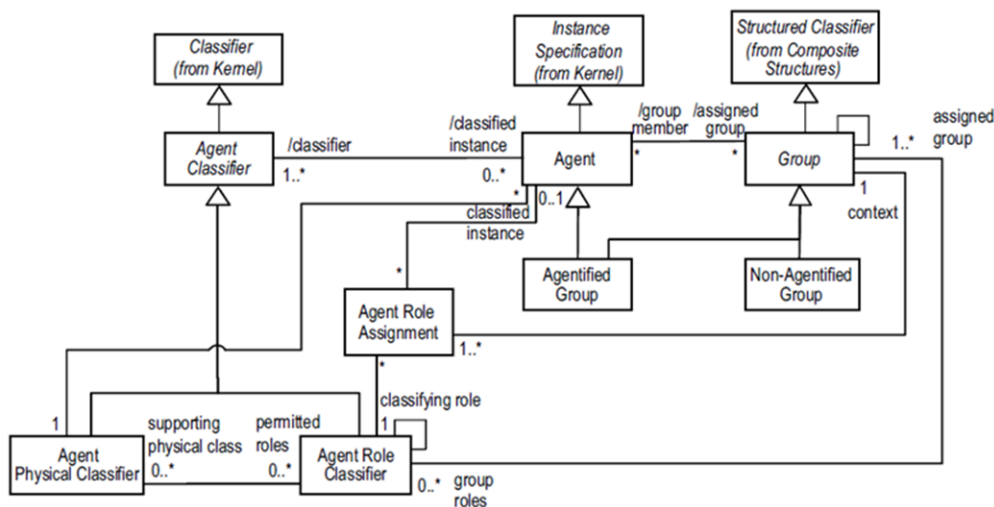 Classifier
(from Kernel)
Instance
Specification
(from Kernel)
Structured Classifier
(from Composite
Structures)
Agent
Classifier
/classifier
1..*
/classified
instance
0..*
Agent
/group
member
*
/assigned
group
*
Group
assigned
group
1..*
1
context
*
0..1
classified
instance
Agentified
Group
Non-Agentified
Group
*
Agent Role
Assignment
1..*
*
classifying role
1
1
supporting
physical class
0..*
permitted
roles
0..*
Agent
Physical Classifier
Agent Role
Classifier
0..*
group
roles